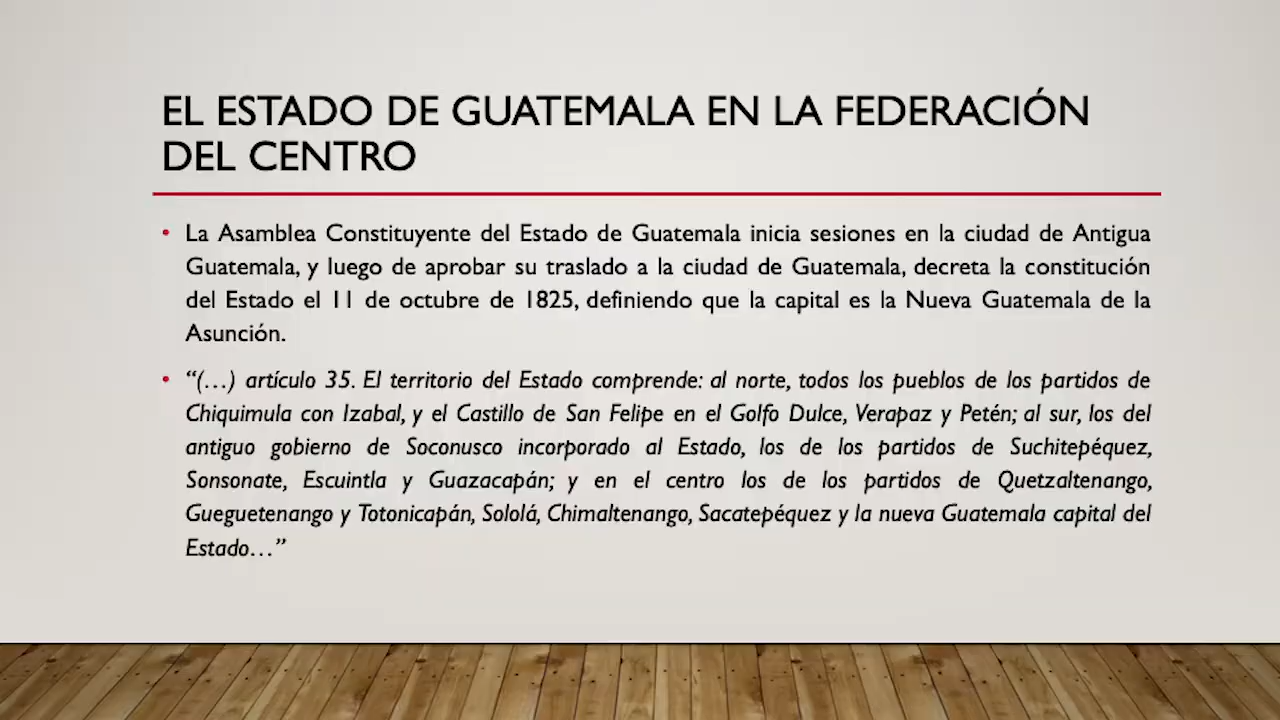 EL ESTADO DE GUATEMALA EN LA FEDERACIÓN
DEL CENTRO
• La Asamblea Constituyente del Estado de Guatemala inicia sesiones en la ciudad de Antigua
Guatemala, y luego de aprobar su traslado a la ciudad de Guatemala, decreta la constitución
del Estado el 11 de octubre de 1825, definiendo que la capital es la Nueva Guatemala de la
Asunción.
• “(…) artículo 35. El territorio del Estado comprende: al norte, todos los pueblos de los partidos de
Chiquimula con Izabal, y el Castillo de San Felipe en el Golfo Dulce, Verapaz y Petén; al sur, los del
antiguo gobierno de Soconusco incorporado al Estado, los de los partidos de Suchitepéquez,
Sonsonate, Escuintla y Guazacapán; y en el centro los de los partidos de Quetzaltenango,
Gueguetenango y Totonicapán, Sololá, Chimaltenango, Sacatepéquez y la nueva Guatemala capital del
Estado…”